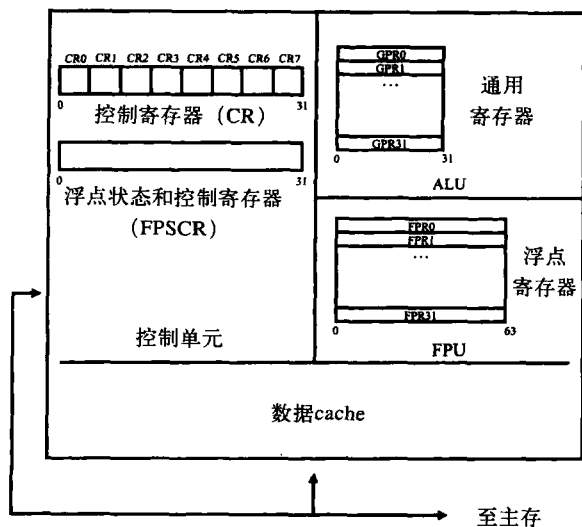 CR0 CR1 CR2 CR3 CR4 CR5 CR6 CR7
0 31
控制寄存器（CR）
0 31
浮点状态和控制寄存器
（FPSCR）
控制单元
GPR0
GPR1
…
GPR31
0 31
通用
寄存器
ALU
FPR0
FPR1
…
FPR31
0 63
浮点
寄存器
FPU
数据cache
至主存